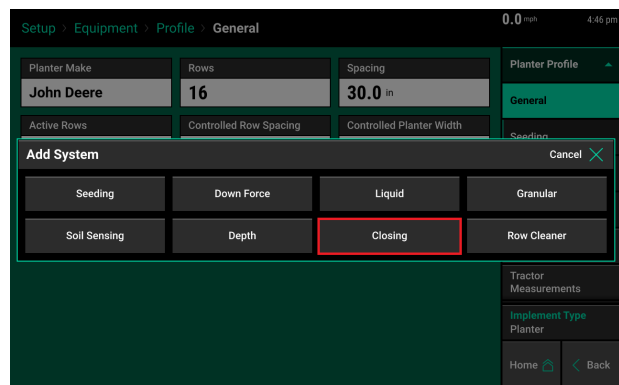 Setup > Equipment > Profile > General
0.0 mph
4:46 pm
Planter Make
Rows
Spacing
Planter Profile
John Deere
16
30.0 in
General
Active Rows
Controlled Row Spacing
Controlled Planter Width
Seeding
Add System
Cancel
Seeding
Down Force
Liquid
Granular
Soil Sensing
Depth
Closing
Row Cleaner
Tractor
Measurements
Implement Type
Planter
Home
Back